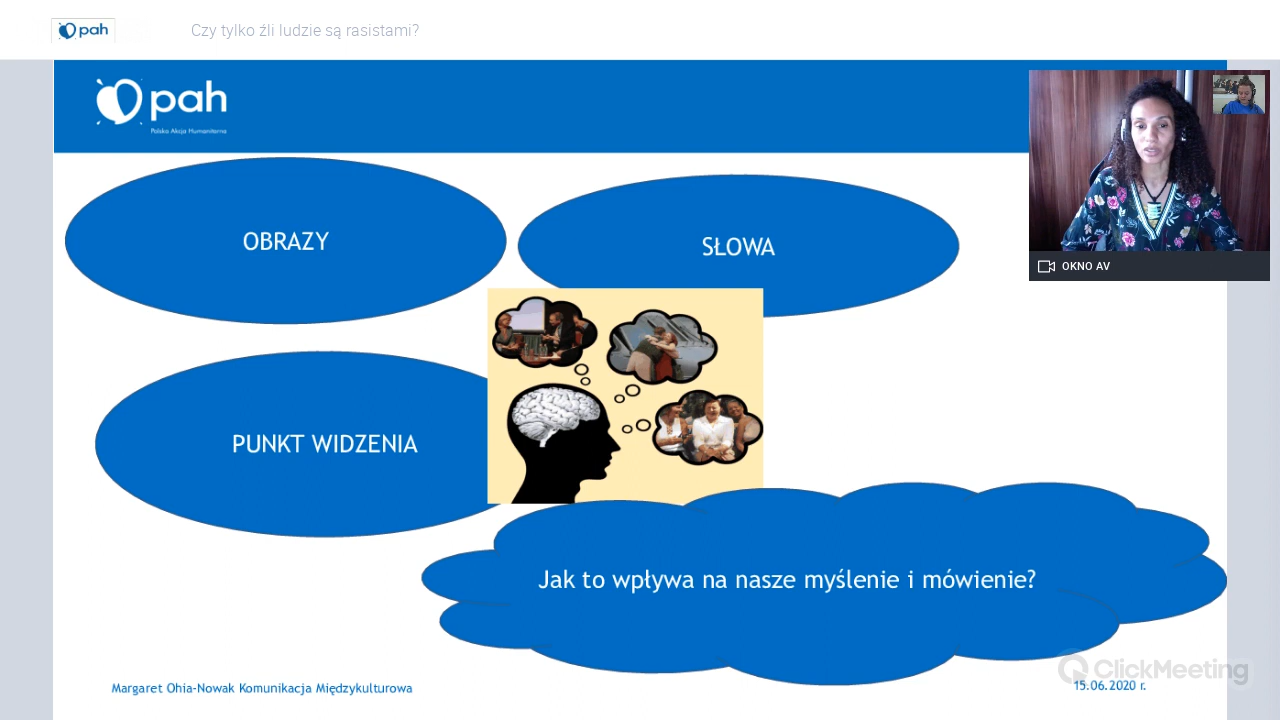 pah
Czy tylko źli ludzie są rasistami?
pah
Polska Akcja Humanitarna
OBRAZY
SŁOWA
OKNO AV
PUNKT WIDZENIA
Jak to wpływa na nasze myślenie i mówienie?
ClickMeeting
Margaret Ohia-Nowak Komunikacja Międzykulturowa
15.06.2020 r.